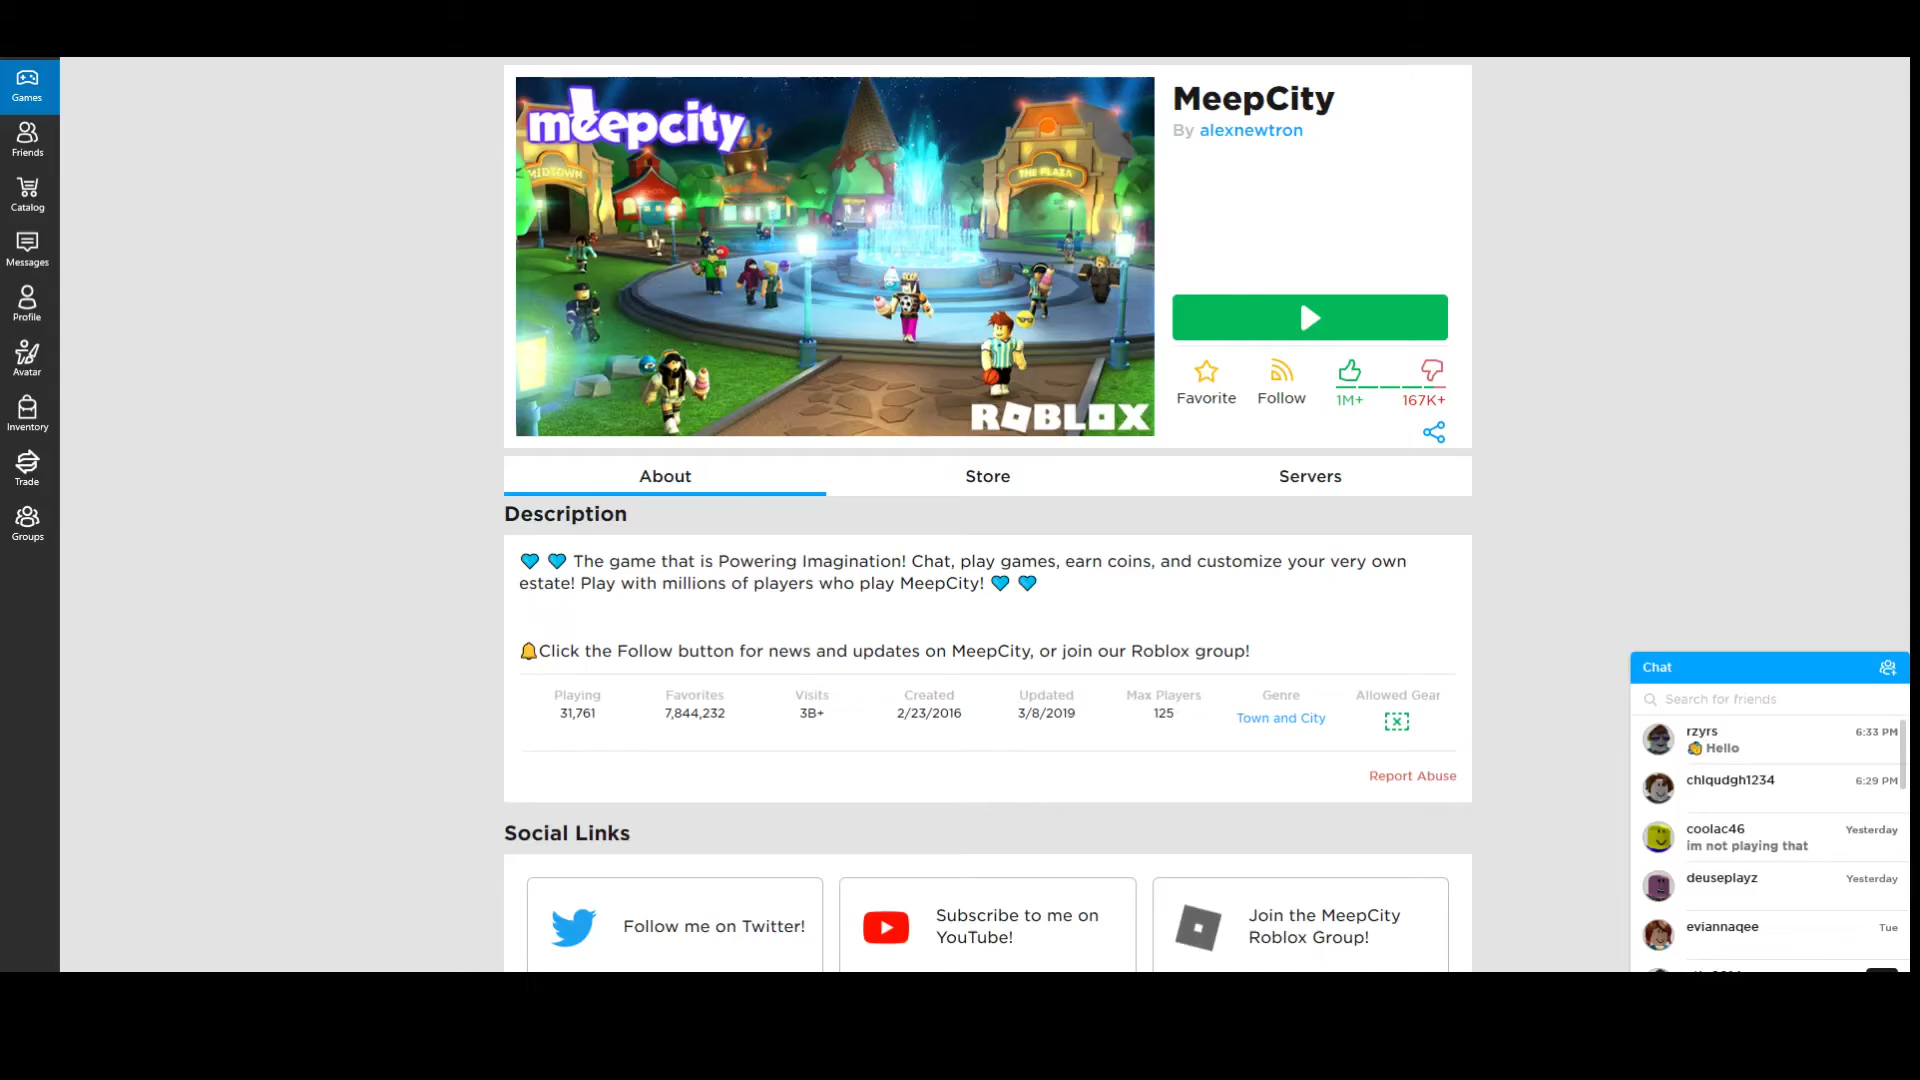 Games
Friends
Catalog
Messages
Profile
Avatar
Inventory
Trade
Groups
meepcity
MIDTOWN
SCHOOL
THE PLAZA
ROBLOX
MeepCity
By alexnewtron
Favorite
Follow
1M+
167K+
About
Store
Servers
Description
💙 💙 The game that is Powering Imagination! Chat, play games, earn coins, and customize your very own
estate! Play with millions of players who play MeepCity! 💙 💙
🔔Click the Follow button for news and updates on MeepCity, or join our Roblox group!
Playing
Favorites
Visits
Created
Updated
Max Players
Genre
Allowed Gear
31,761
7,844,232
3B+
2/23/2016
3/8/2019
125
Town and City
Report Abuse
Social Links
Follow me on Twitter!
Subscribe to me on
YouTube!
Join the MeepCity
Roblox Group!
Chat
Search for friends
rzyrs
6:33 PM
Hello
chlqudgh1234
6:29 PM
coolac46
Yesterday
im not playing that
deuseplayz
Yesterday
eviannaqee
Tue